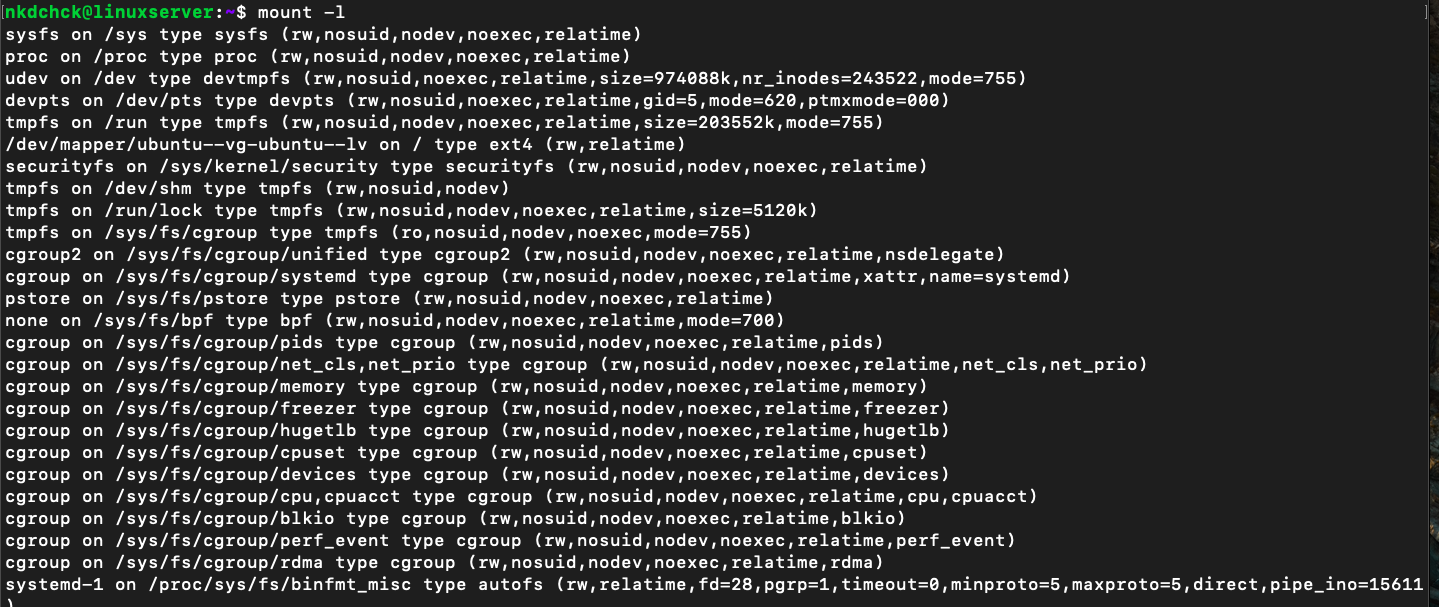 nkdchck@linuxserver:~$ mount -l
sysfs on /sys type sysfs (rw,nosuid,nodev,noexec,relatime)
proc on /proc type proc (rw,nosuid,nodev,noexec,relatime)
udev on /dev type devtmpfs (rw,nosuid,noexec,relatime,size=974088k,nr_inodes=243522,mode=755)
devpts on /dev/pts type devpts (rw,nosuid,noexec,relatime,gid=5,mode=620,ptmxmode=000)
tmpfs on /run type tmpfs (rw,nosuid,nodev,noexec,relatime,size=203552k,mode=755)
/dev/mapper/ubuntu--vg-ubuntu--lv on / type ext4 (rw,relatime)
securityfs on /sys/kernel/security type securityfs (rw,nosuid,nodev,noexec,relatime)
tmpfs on /dev/shm type tmpfs (rw,nosuid,nodev)
tmpfs on /run/lock type tmpfs (rw,nosuid,nodev,noexec,relatime,size=5120k)
tmpfs on /sys/fs/cgroup type tmpfs (ro,nosuid,nodev,noexec,mode=755)
cgroup2 on /sys/fs/cgroup/unified type cgroup2 (rw,nosuid,nodev,noexec,relatime,nsdelegate)
cgroup on /sys/fs/cgroup/systemd type cgroup (rw,nosuid,nodev,noexec,relatime,xattr,name=systemd)
pstore on /sys/fs/pstore type pstore (rw,nosuid,nodev,noexec,relatime)
none on /sys/fs/bpf type bpf (rw,nosuid,nodev,noexec,relatime,mode=700)
cgroup on /sys/fs/cgroup/pids type cgroup (rw,nosuid,nodev,noexec,relatime,pids)
cgroup on /sys/fs/cgroup/net_cls,net_prio type cgroup (rw,nosuid,nodev,noexec,relatime,net_cls,net_prio)
cgroup on /sys/fs/cgroup/memory type cgroup (rw,nosuid,nodev,noexec,relatime,memory)
cgroup on /sys/fs/cgroup/freezer type cgroup (rw,nosuid,nodev,noexec,relatime,freezer)
cgroup on /sys/fs/cgroup/hugetlb type cgroup (rw,nosuid,nodev,noexec,relatime,hugetlb)
cgroup on /sys/fs/cgroup/cpuset type cgroup (rw,nosuid,nodev,noexec,relatime,cpuset)
cgroup on /sys/fs/cgroup/devices type cgroup (rw,nosuid,nodev,noexec,relatime,devices)
cgroup on /sys/fs/cgroup/cpu,cpuacct type cgroup (rw,nosuid,nodev,noexec,relatime,cpu,cpuacct)
cgroup on /sys/fs/cgroup/blkio type cgroup (rw,nosuid,nodev,noexec,relatime,blkio)
cgroup on /sys/fs/cgroup/perf_event type cgroup (rw,nosuid,nodev,noexec,relatime,perf_event)
cgroup on /sys/fs/cgroup/rdma type cgroup (rw,nosuid,nodev,noexec,relatime,rdma)
systemd-1 on /proc/sys/fs/binfmt_misc type autofs (rw,relatime,fd=28,pgrp=1,timeout=0,minproto=5,maxproto=5,direct,pipe_ino=15611
)